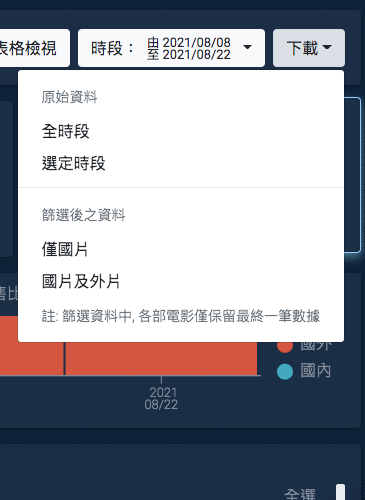 表格檢視
時段：
由 2021/08/08
至 2021/08/22
下載
原始資料
全時段
選定時段
篩選後之資料
僅國片
國片及外片
註: 篩選資料中, 各部電影僅保留最終一筆數據
售比
國外
國內
2021
08/22
全選